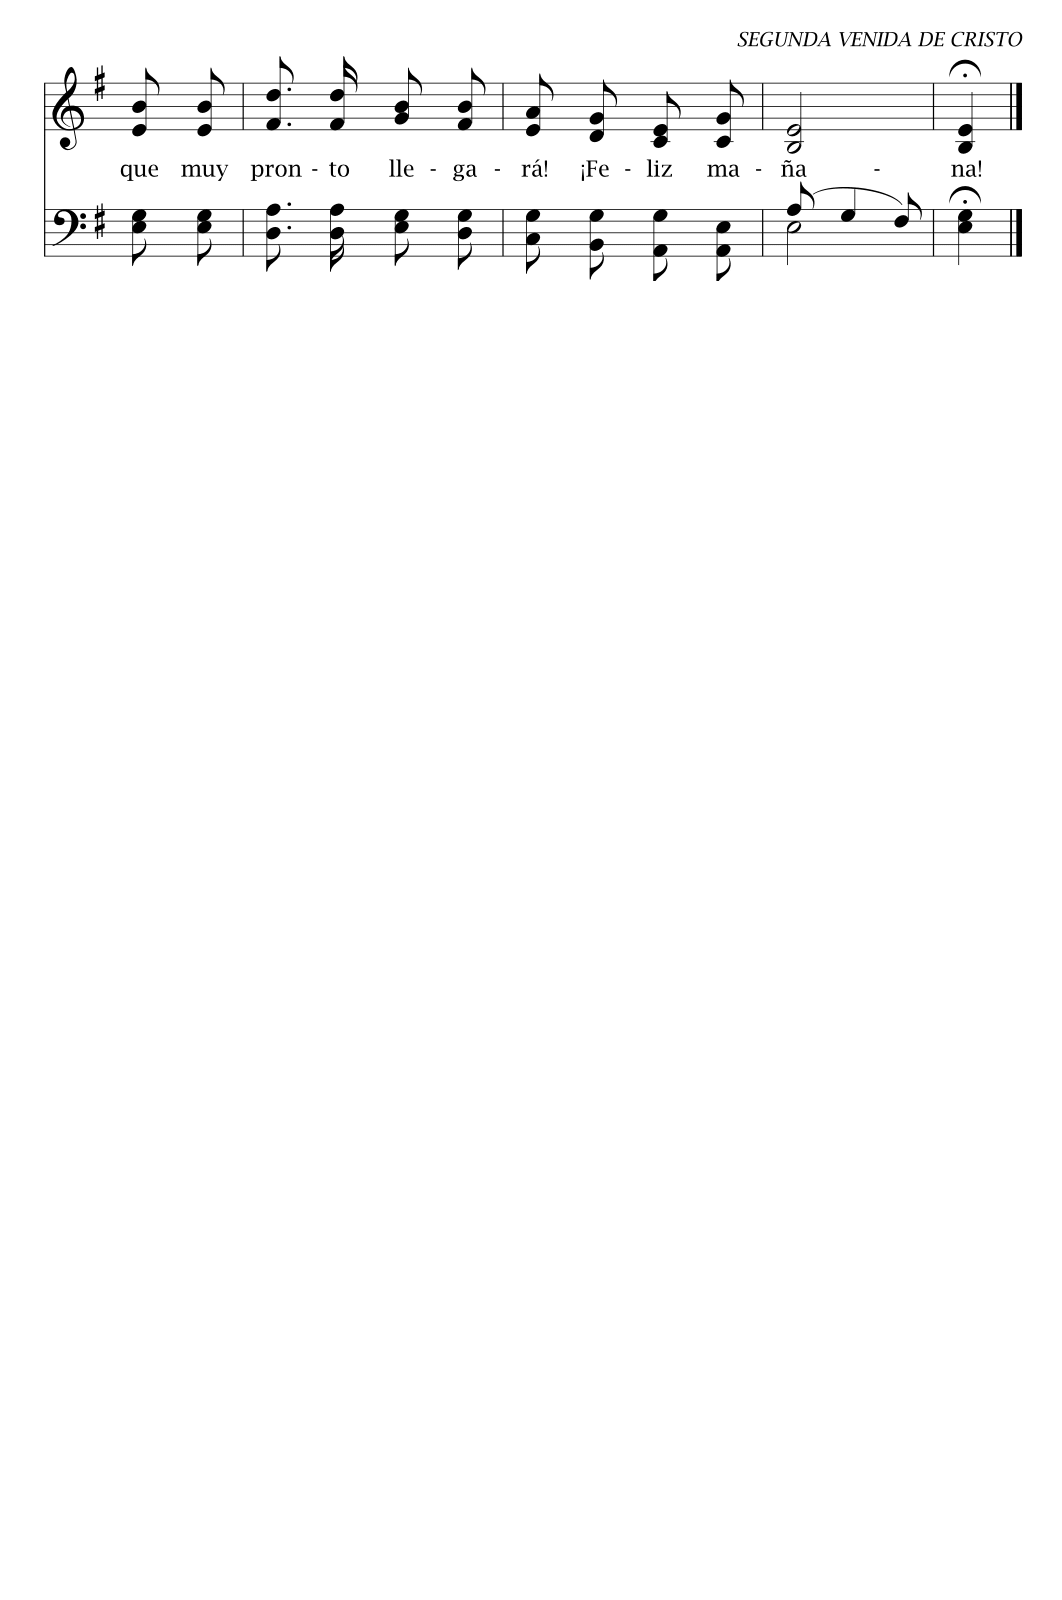 SEGUNDA VENIDA DE CRISTO
que muy pron - to lle - ga - rá! ¡Fe - liz ma - ña - na!